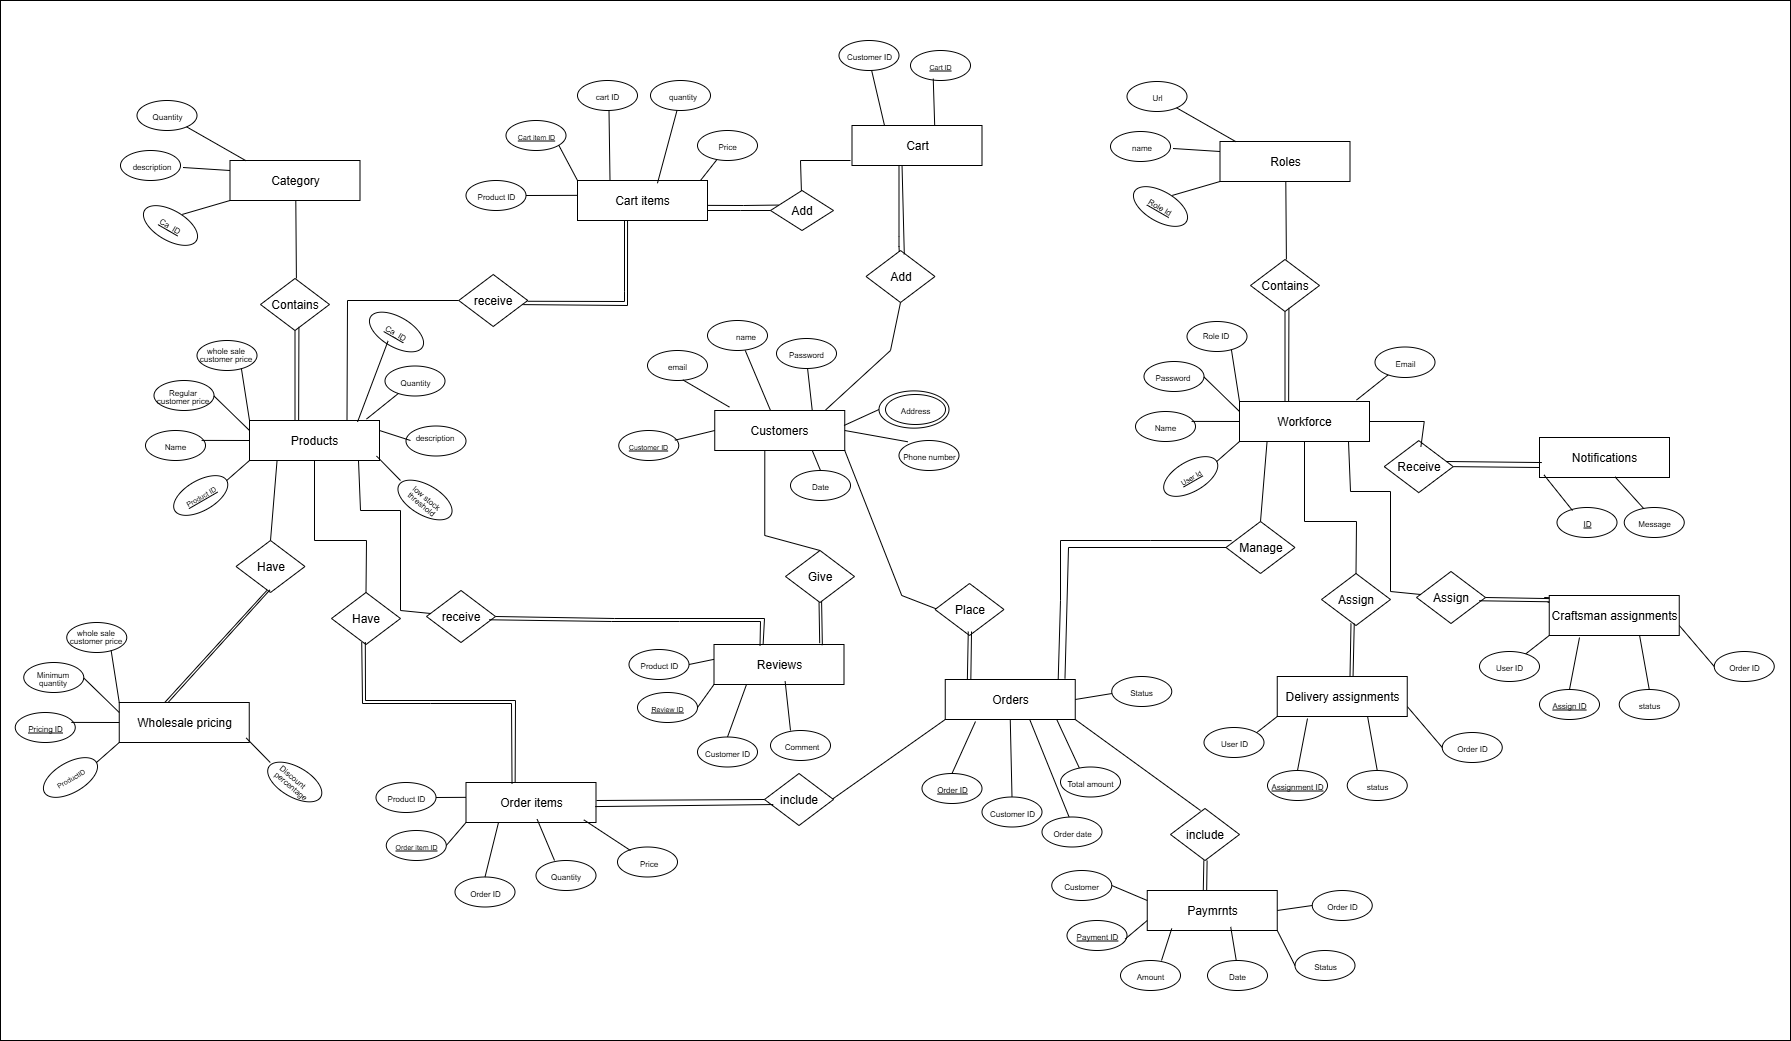 Customer ID
Cart ID
Cart
cart ID
quantity
Cart item ID
Price
Product ID
Cart items
Add
Add
Quantity
description
Ca_ID
Category
Contains
receive
Url
name
Role Id
Roles
Contains
whole sale
customer price
Regular
customer price
Name
Product ID
Ca_ID
Quantity
description
low stock
threshold
Products
email
name
Password
Address
Phone number
Date
Customer ID
Customers
Role ID
Password
Name
User Id
Email
Workforce
Receive
Notifications
ID
Message
Have
Have
receive
Give
Place
Manage
Assign
Assign
Craftsman assignments
User ID
Assign ID
status
Order ID
whole sale
customer price
Minimum
quantity
Pricing ID
ProductID
Discount
percentage
Wholesale pricing
Product ID
Review ID
Customer ID
Comment
Reviews
Orders
Status
Order ID
Customer ID
Order date
Total amount
Delivery assignments
User ID
Assignment ID
status
Order ID
Product ID
Order item ID
Order ID
Quantity
Price
Order items
include
include
Customer
Payment ID
Amount
Date
Status
Order ID
Paymrnts